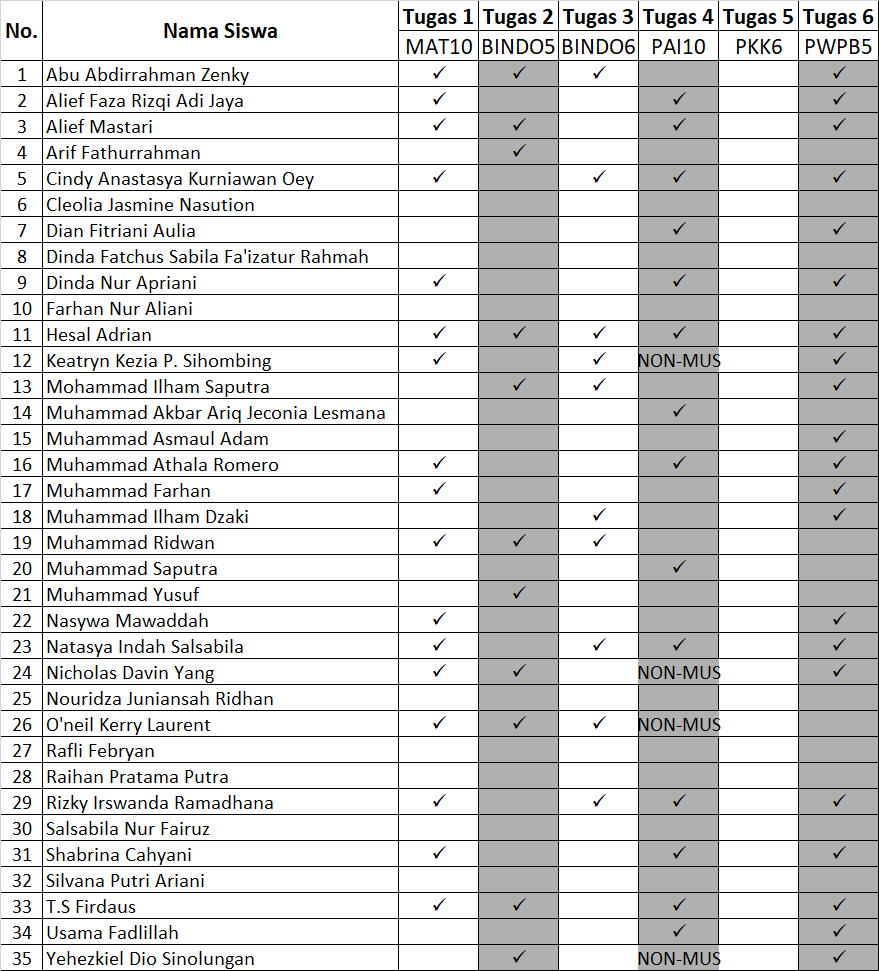 No. Nama Siswa Tugas 1 Tugas 2 Tugas 3 Tugas 4 Tugas 5 Tugas 6
MAT10 BINDO5 BINDO6 PAI10 PKK6 PWPB5
1 Abu Abdirrahman Zenky ✓ ✓ ✓ ✓
2 Alief Faza Rizqi Adi Jaya ✓ ✓ ✓
3 Alief Mastari ✓ ✓ ✓ ✓
4 Arif Fathurrahman ✓
5 Cindy Anastasya Kurniawan Oey ✓ ✓ ✓ ✓
6 Cleolia Jasmine Nasution
7 Dian Fitriani Aulia ✓ ✓
8 Dinda Fatchus Sabila Fa'izatur Rahmah
9 Dinda Nur Apriani ✓ ✓ ✓
10 Farhan Nur Aliani
11 Hesal Adrian ✓ ✓ ✓ ✓ ✓
12 Keatryn Kezia P. Sihombing ✓ ✓ NON-MUS ✓
13 Mohammad Ilham Saputra ✓ ✓ ✓
14 Muhammad Akbar Ariq Jeconia Lesmana ✓
15 Muhammad Asmaul Adam ✓
16 Muhammad Athala Romero ✓ ✓ ✓
17 Muhammad Farhan ✓ ✓
18 Muhammad Ilham Dzaki ✓ ✓
19 Muhammad Ridwan ✓ ✓ ✓
20 Muhammad Saputra ✓
21 Muhammad Yusuf ✓
22 Nasywa Mawaddah ✓ ✓
23 Natasya Indah Salsabila ✓ ✓ ✓ ✓
24 Nicholas Davin Yang ✓ ✓ NON-MUS ✓
25 Nouridza Juniansah Ridhan
26 O'neil Kerry Laurent ✓ ✓ ✓ NON-MUS
27 Rafli Febryan
28 Raihan Pratama Putra
29 Rizky Irswanda Ramadhana ✓ ✓ ✓ ✓
30 Salsabila Nur Fairuz
31 Shabrina Cahyani ✓ ✓ ✓
32 Silvana Putri Ariani
33 T.S Firdaus ✓ ✓ ✓ ✓
34 Usama Fadlillah ✓ ✓
35 Yehezkiel Dio Sinolungan ✓ NON-MUS ✓